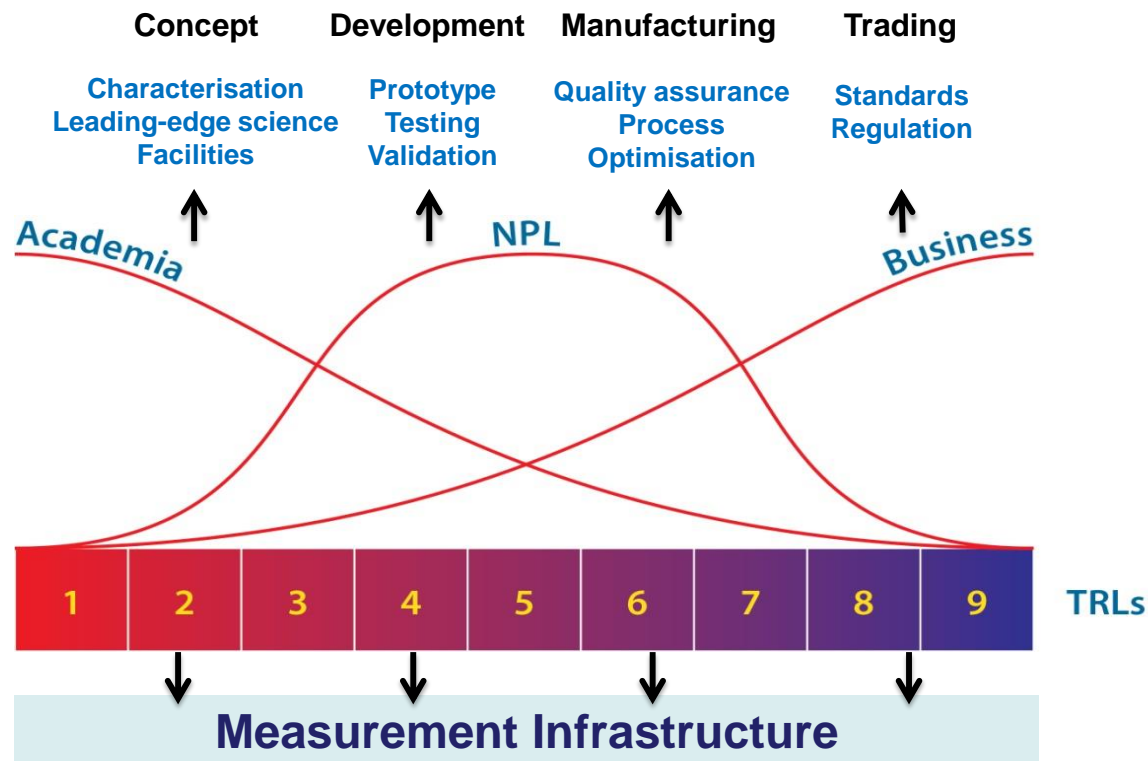 Concept Development Manufacturing Trading
Characterisation
Leading-edge science
Facilities
Prototype
Testing
Validation
Quality assurance
Process
Optimisation
Standards
Regulation
Academia
NPL
Business
1 2 3 4 5 6 7 8 9 TRLs
Measurement Infrastructure